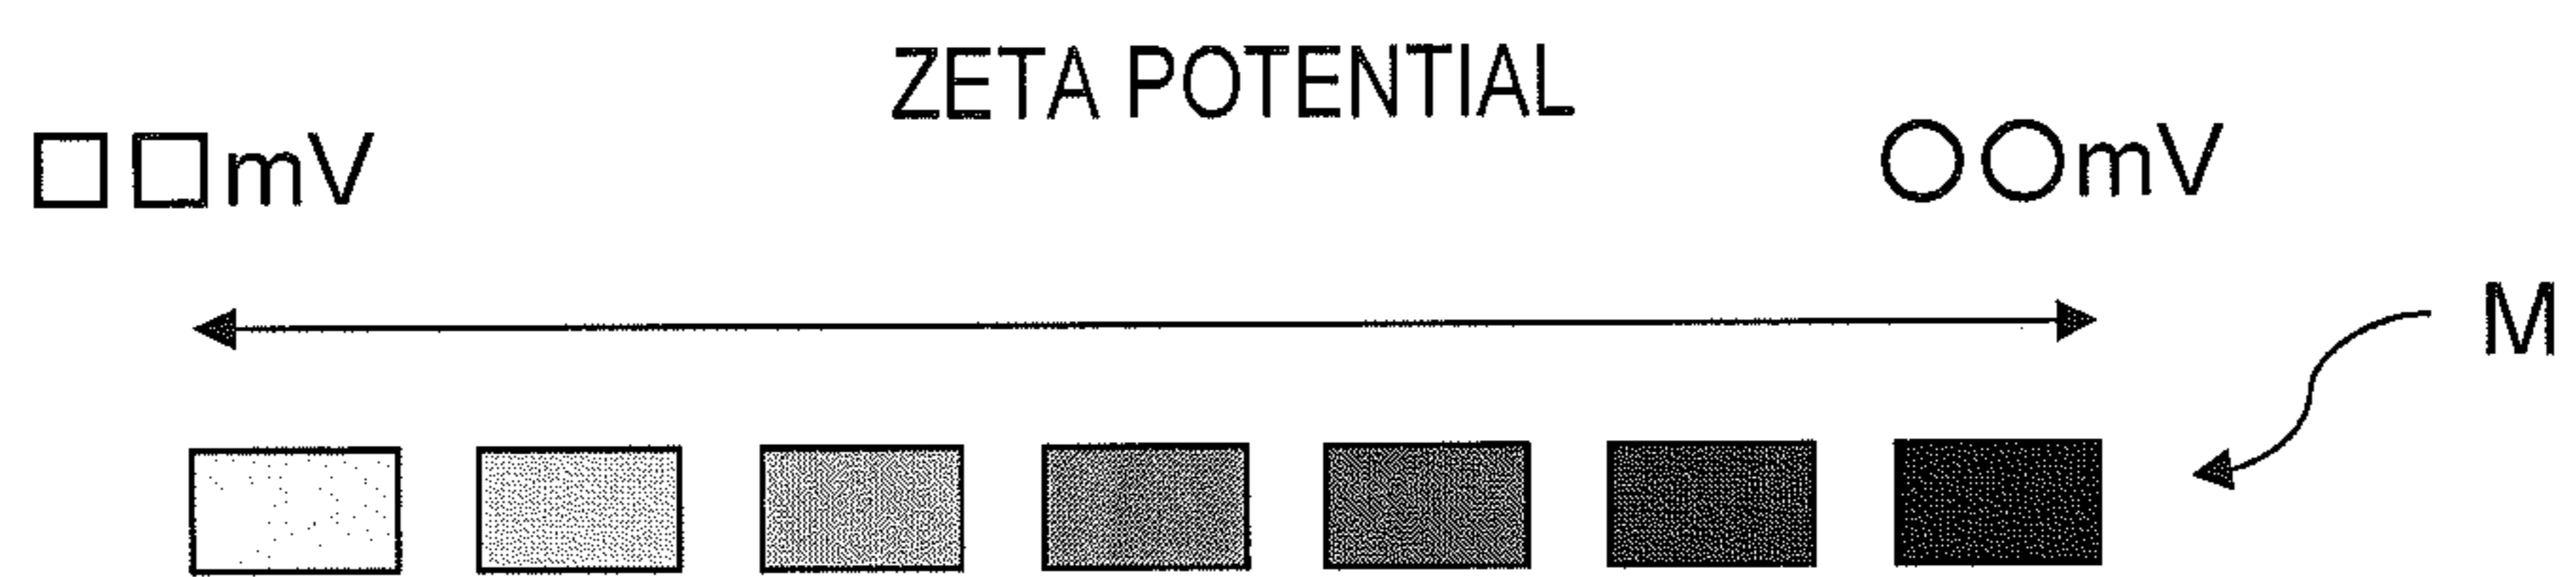 ZETA POTENTIAL
□□mV
○○mV
M